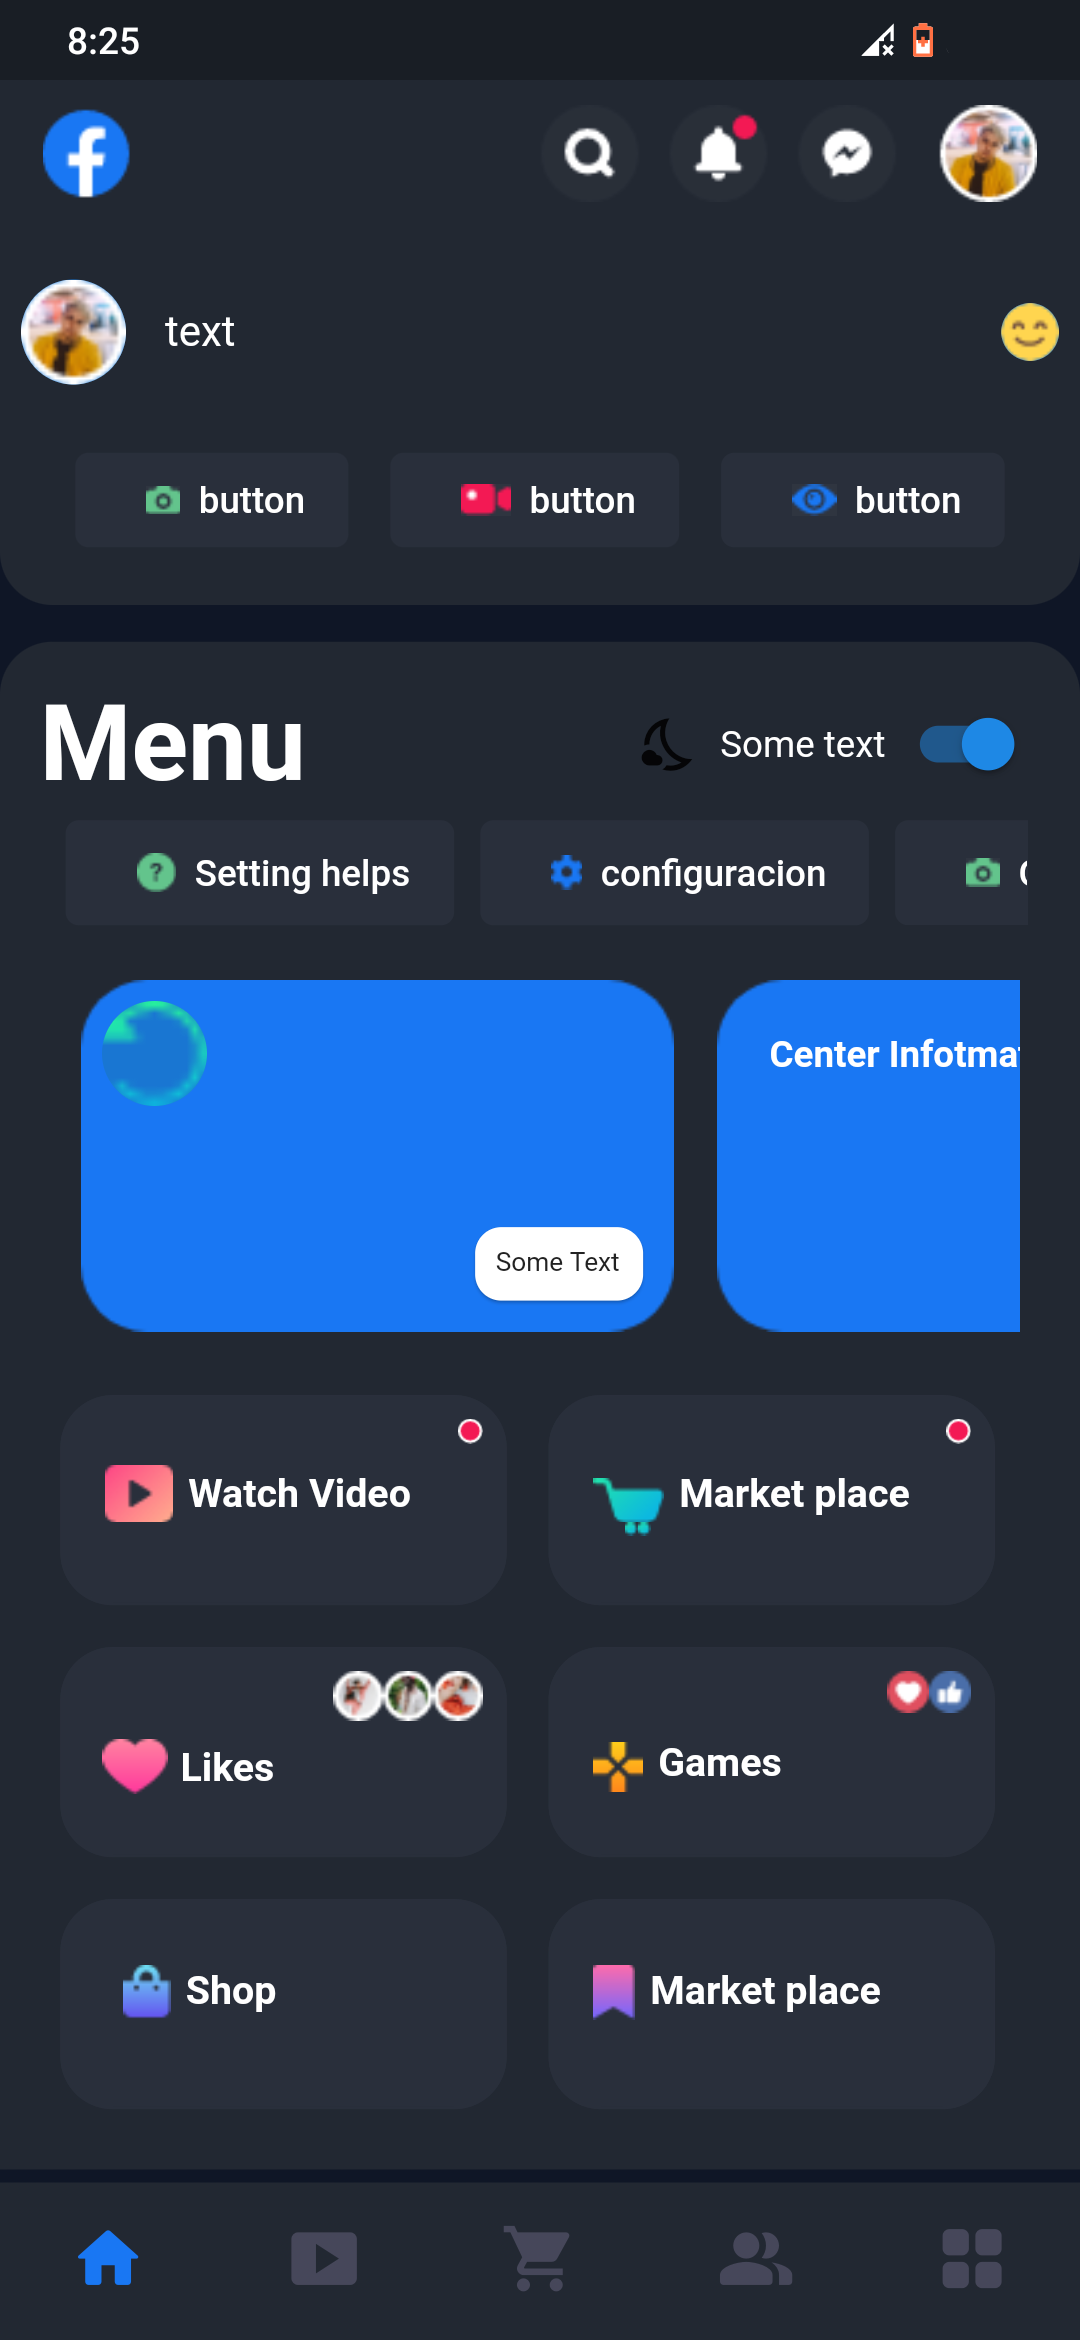 8:25
text
button button button
Menu Some text
Setting helps configuracion
Center Infotma
Some Text
Watch Video Market place
Likes Games
Shop Market place